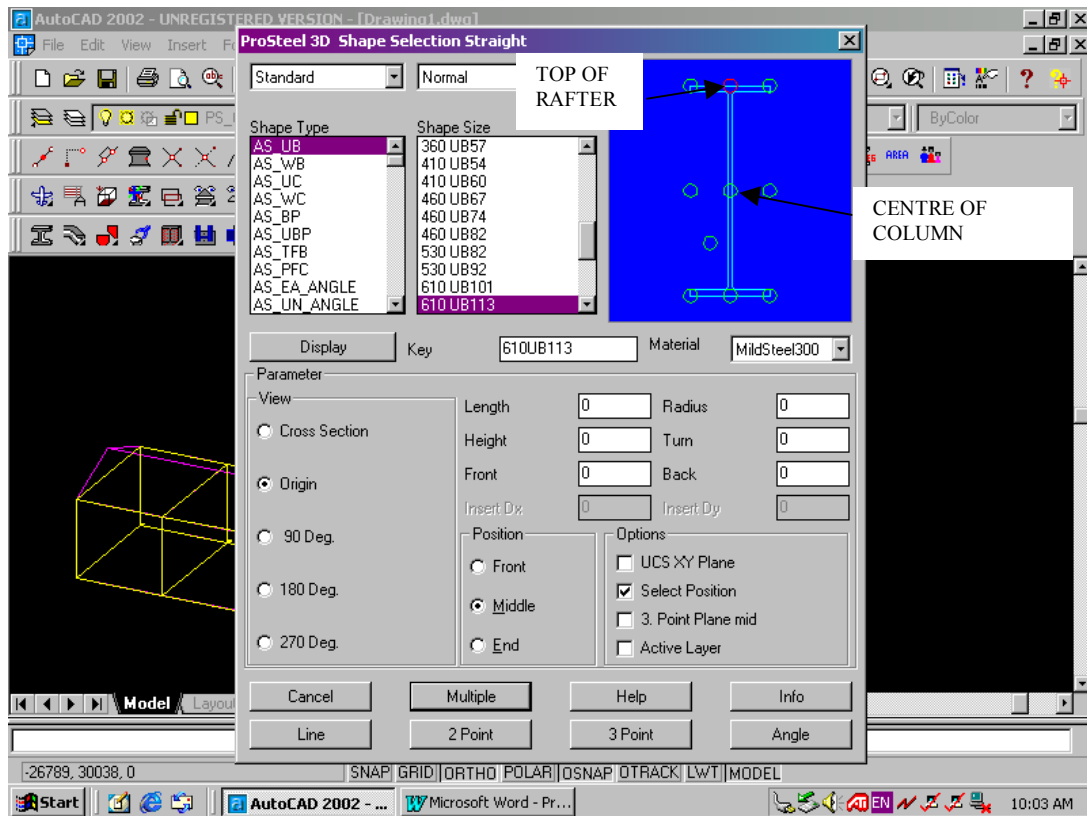 AutoCAD 2002 - UNREGISTERED VERSION - [Drawing1.dwg]
File Edit View Insert
ProSteel 3D Shape Selection Straight
Standard
Normal
TOP OF
RAFTER
ByColor
AREA
Shape Type
AS_UB
AS_WB
AS_UC
AS_WC
AS_BP
AS_UBP
AS_TFB
AS_PFC
AS_EA_ANGLE
AS_UN_ANGLE
Shape Size
360 UB57
410 UB54
410 UB60
460 UB67
460 UB74
460 UB82
530 UB82
530 UB92
610 UB101
610 UB113
CENTRE OF
COLUMN
Display
Key
610UB113
Material
MildSteel300
Parameter
View
Cross Section
Origin
90 Deg.
180 Deg.
270 Deg.
Length 0 Radius 0
Height 0 Turn 0
Front 0 Back 0
Insert Dx 0 Insert Dy 0
Position
Front
Middle
End
Options
UCS XY Plane
Select Position
3. Point Plane mid
Active Layer
Cancel Multiple Help Info
Line 2 Point 3 Point Angle
Model
-26789, 30038, 0 SNAP GRID ORTHO POLAR OSNAP OTRACK LWT MODEL
Start AutoCAD 2002 - ... Microsoft Word - Pr... EN 10:03 AM